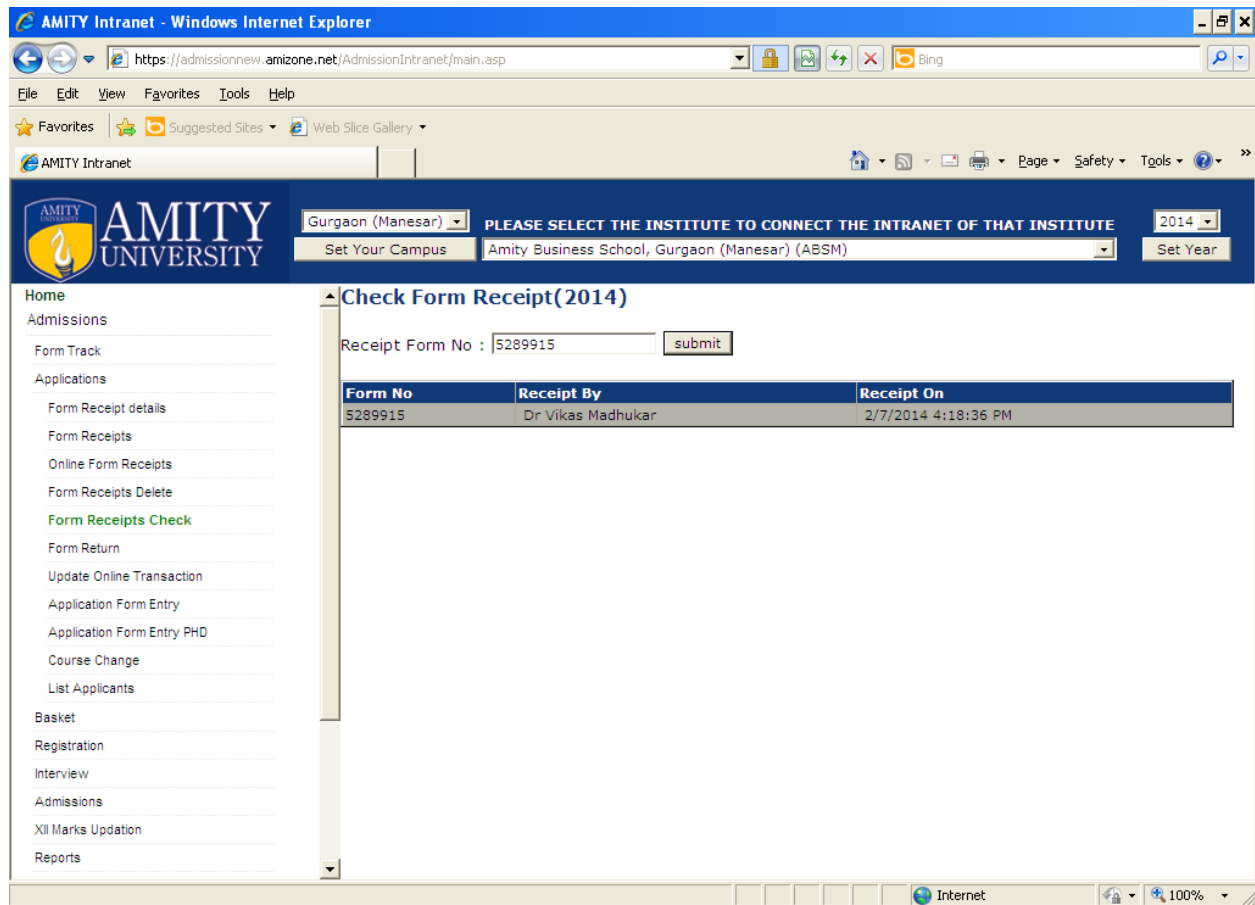 AMITY Intranet - Windows Internet Explorer
https://admissionnew.amizone.net/AdmissionIntranet/main.asp
Bing
File Edit View Favorites Tools Help
Favorites Suggested Sites Web Slice Gallery
AMITY Intranet
Page Safety Tools
AMITY UNIVERSITY
AMITY
UNIVERSITY
Gurgaon (Manesar)
PLEASE SELECT THE INSTITUTE TO CONNECT THE INTRANET OF THAT INSTITUTE
2014
Set Your Campus
Amity Business School, Gurgaon (Manesar) (ABSM)
Set Year
Home
Admissions
Form Track
Applications
Form Receipt details
Form Receipts
Online Form Receipts
Form Receipts Delete
Form Receipts Check
Form Return
Update Online Transaction
Application Form Entry
Application Form Entry PHD
Course Change
List Applicants
Basket
Registration
Interview
Admissions
XII Marks Updation
Reports
Check Form Receipt(2014)
Receipt Form No : 5289915 submit
Form No Receipt By Receipt On
5289915 Dr Vikas Madhukar 2/7/2014 4:18:36 PM
Internet 100%